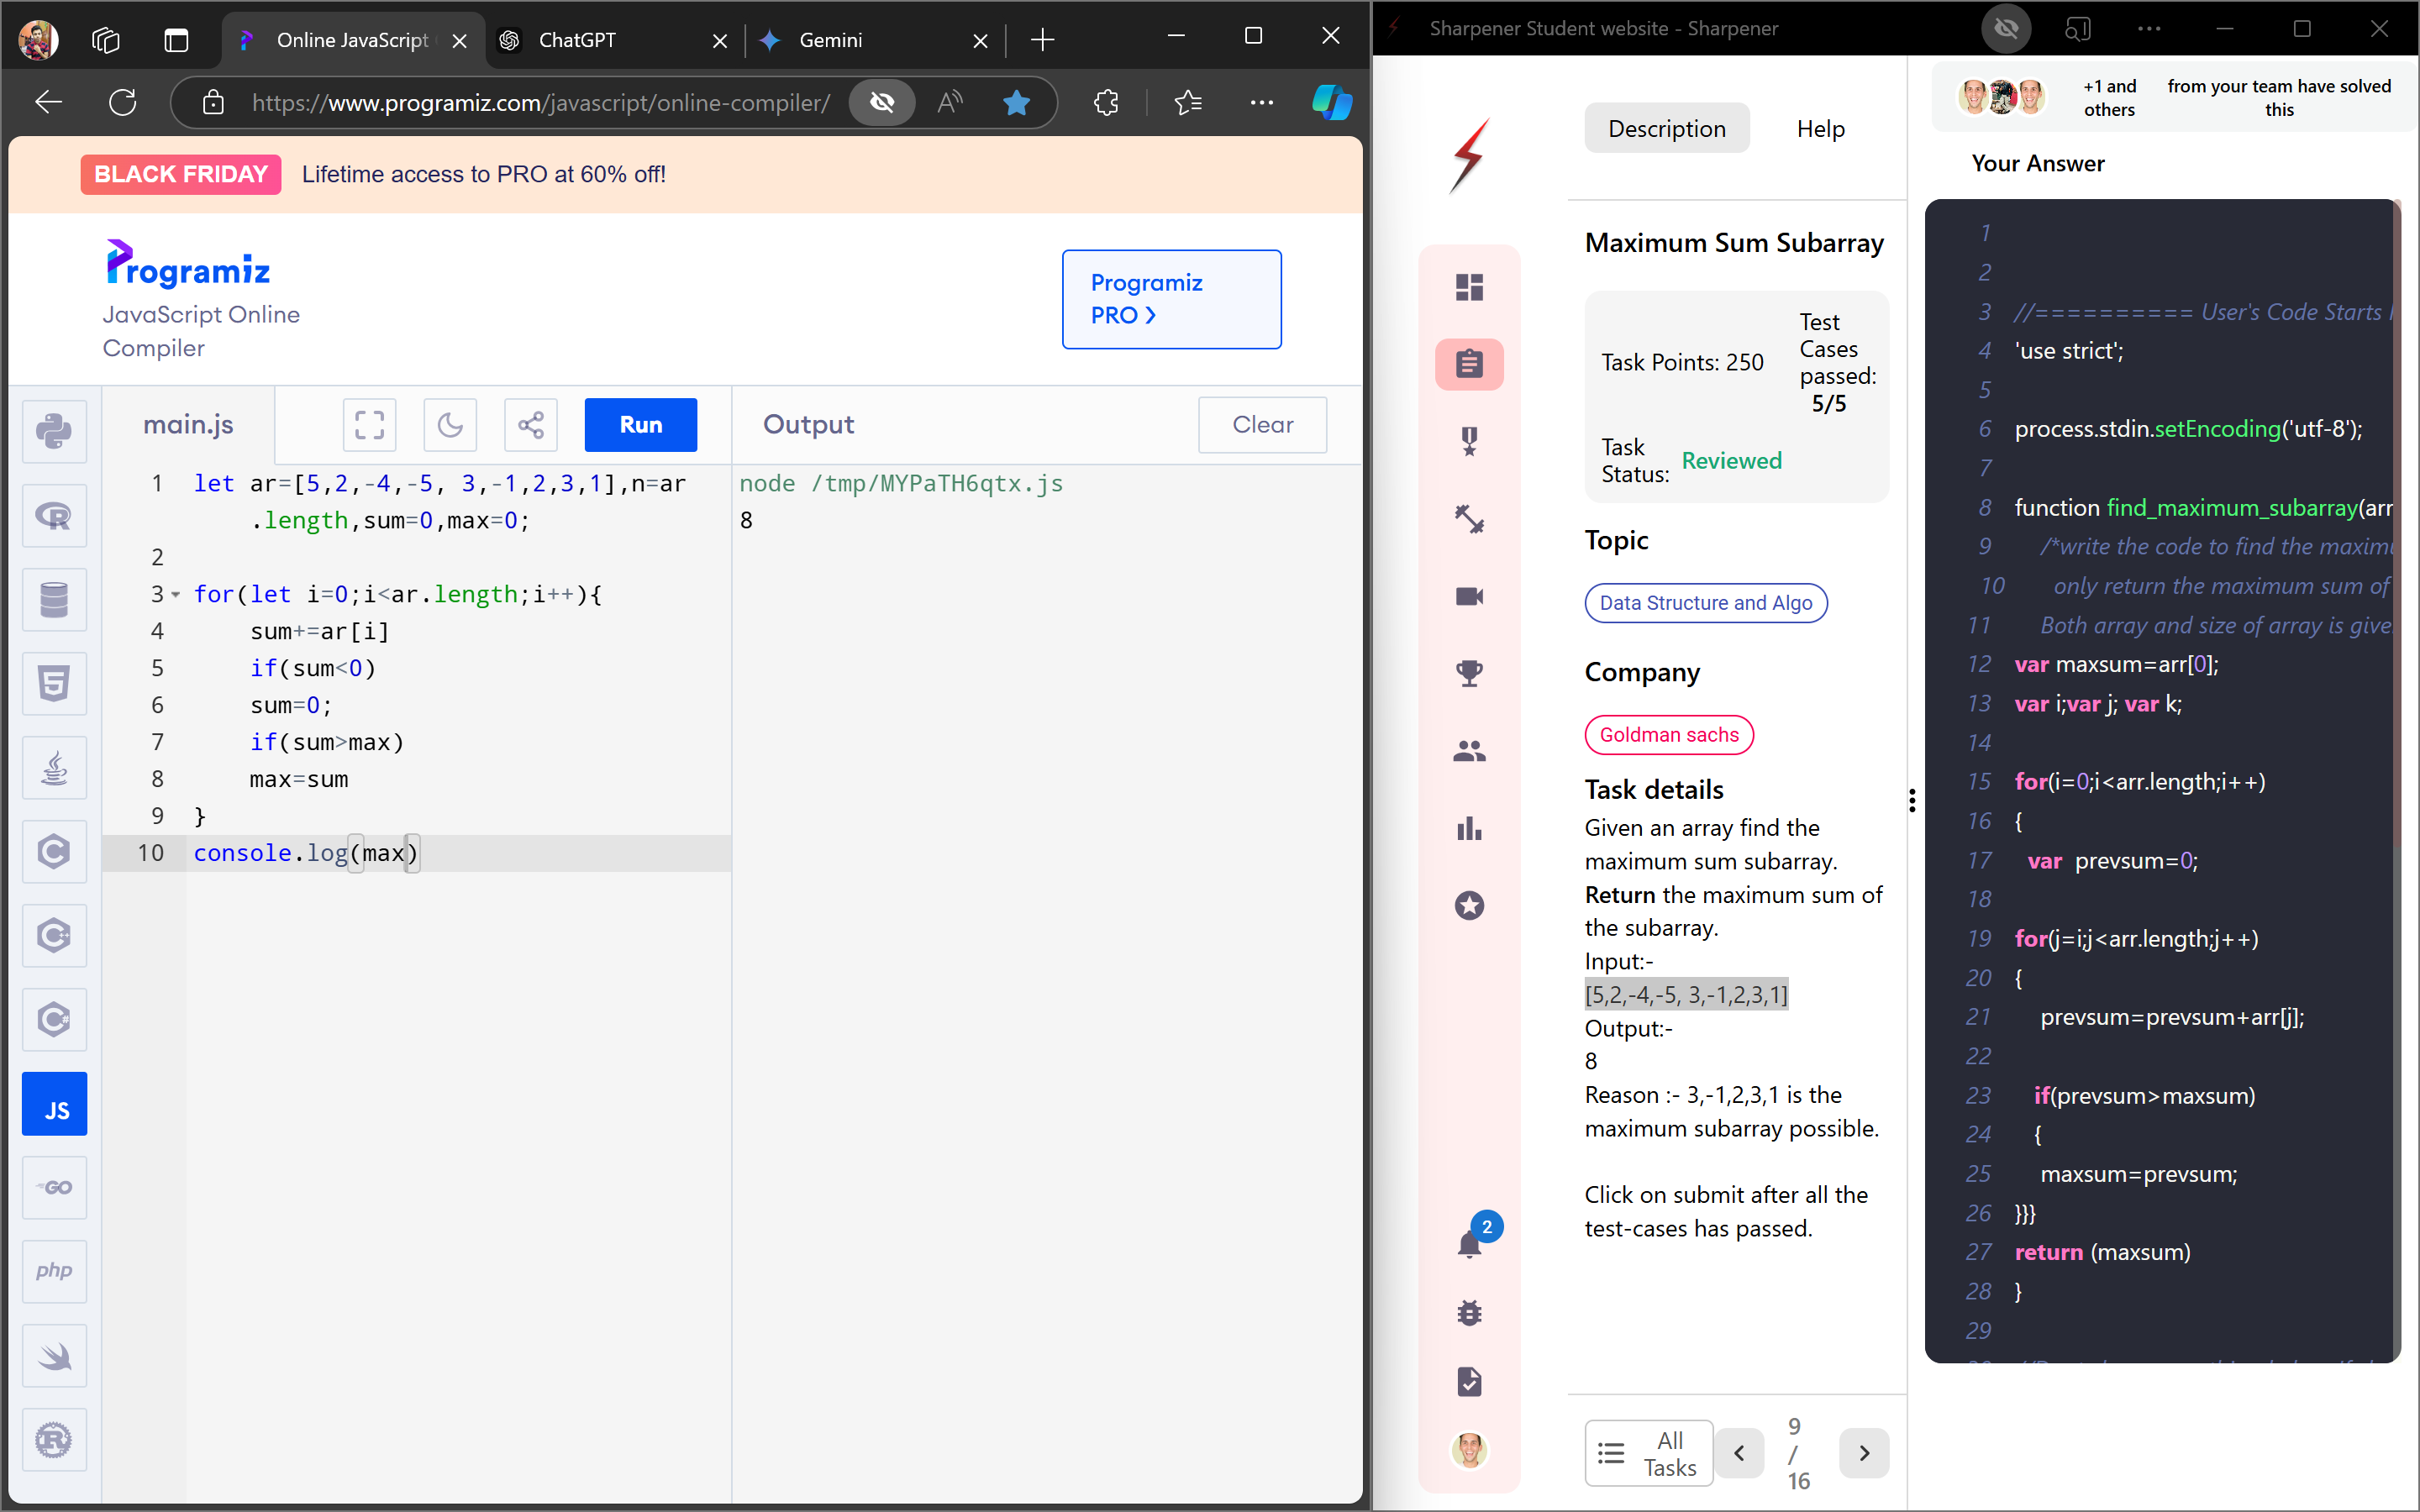 Online JavaScript
ChatGPT
Gemini
https://www.programiz.com/javascript/online-compiler/
BLACK FRIDAY Lifetime access to PRO at 60% off!
Programiz
JavaScript Online
Compiler
Programiz
PRO ❯
main.js
Run
Output
Clear
1 let ar=[5,2,-4,-5, 3,-1,2,3,1],n=ar
.length,sum=0,max=0;
2
3 for(let i=0;i<ar.length;i++){
4 sum+=ar[i]
5 if(sum<0)
6 sum=0;
7 if(sum>max)
8 max=sum
9 }
10 console.log(max)
node /tmp/MYPaTH6qtx.js
8
R
5
C
C
C#
JS
GO
php
R
Sharpener Student website - Sharpener
2
Description
Help
Maximum Sum Subarray
Task Points: 250
Test
Cases
passed:
5/5
Task
Status: Reviewed
Topic
Data Structure and Algo
Company
Goldman sachs
Task details
Given an array find the
maximum sum subarray.
Return the maximum sum of
the subarray.
Input:-
[5,2,-4,-5, 3,-1,2,3,1]
Output:-
8
Reason :- 3,-1,2,3,1 is the
maximum subarray possible.
Click on submit after all the
test-cases has passed.
All
Tasks
9
/
16
+1 and
others
from your team have solved
this
Your Answer
1
2
3 //========== User's Code Starts
4 'use strict';
5
6 process.stdin.setEncoding('utf-8');
7
8 function find_maximum_subarray(arr
9 /*write the code to find the maxim
10 only return the maximum sum of
11 Both array and size of array is give
12 var maxsum=arr[0];
13 var i;var j; var k;
14
15 for(i=0;i<arr.length;i++)
16 {
17 var prevsum=0;
18
19 for(j=i;j<arr.length;j++)
20 {
21 prevsum=prevsum+arr[j];
22
23 if(prevsum>maxsum)
24 {
25 maxsum=prevsum;
26 }}}
27 return (maxsum)
28 }
29